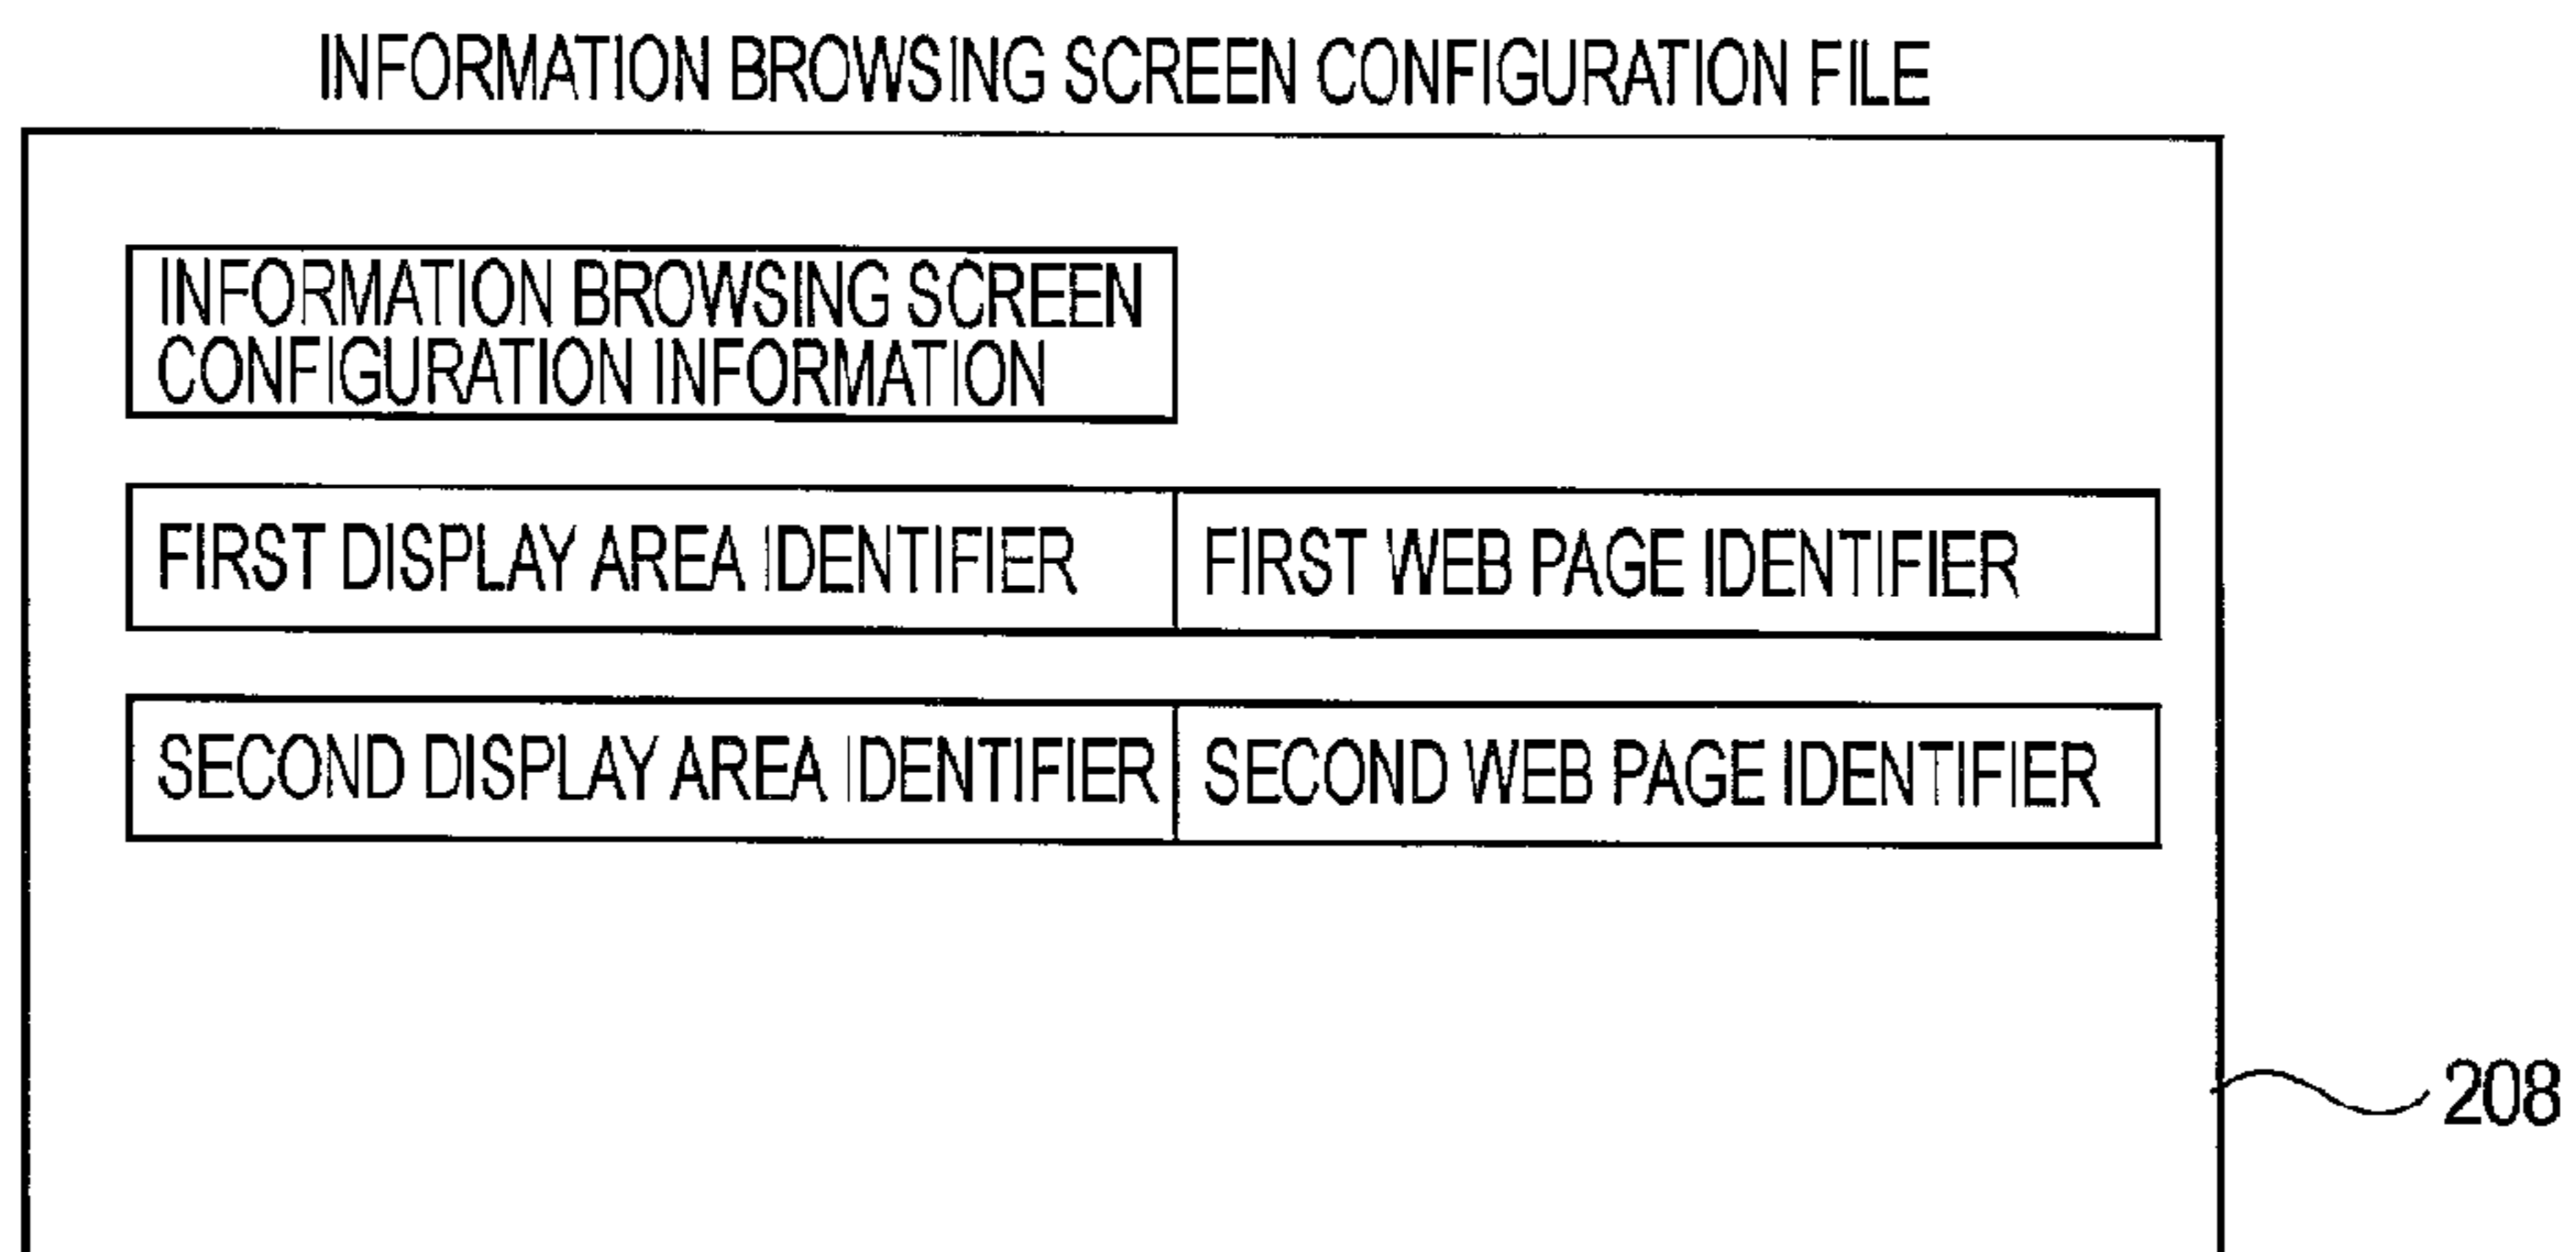 INFORMATION BROWSING SCREEN CONFIGURATION FILE
INFORMATION BROWSING SCREEN
CONFIGURATION INFORMATION
FIRST DISPLAY AREA IDENTIFIER FIRST WEB PAGE IDENTIFIER
SECOND DISPLAY AREA IDENTIFIER SECOND WEB PAGE IDENTIFIER
208